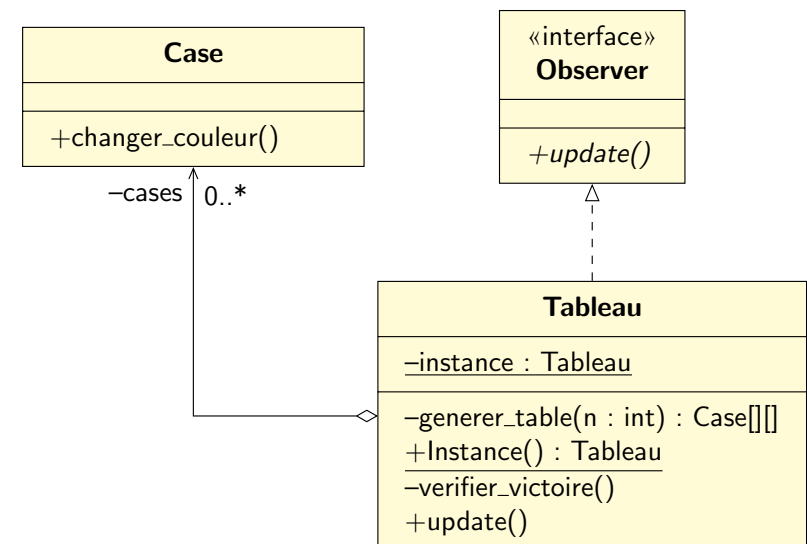 Case
+changer_couleur()
«interface»
Observer
+update()
–cases 0..*
Tableau
–instance : Tableau
–generer_table(n : int) : Case[][]
+Instance() : Tableau
–verifier_victoire()
+update()